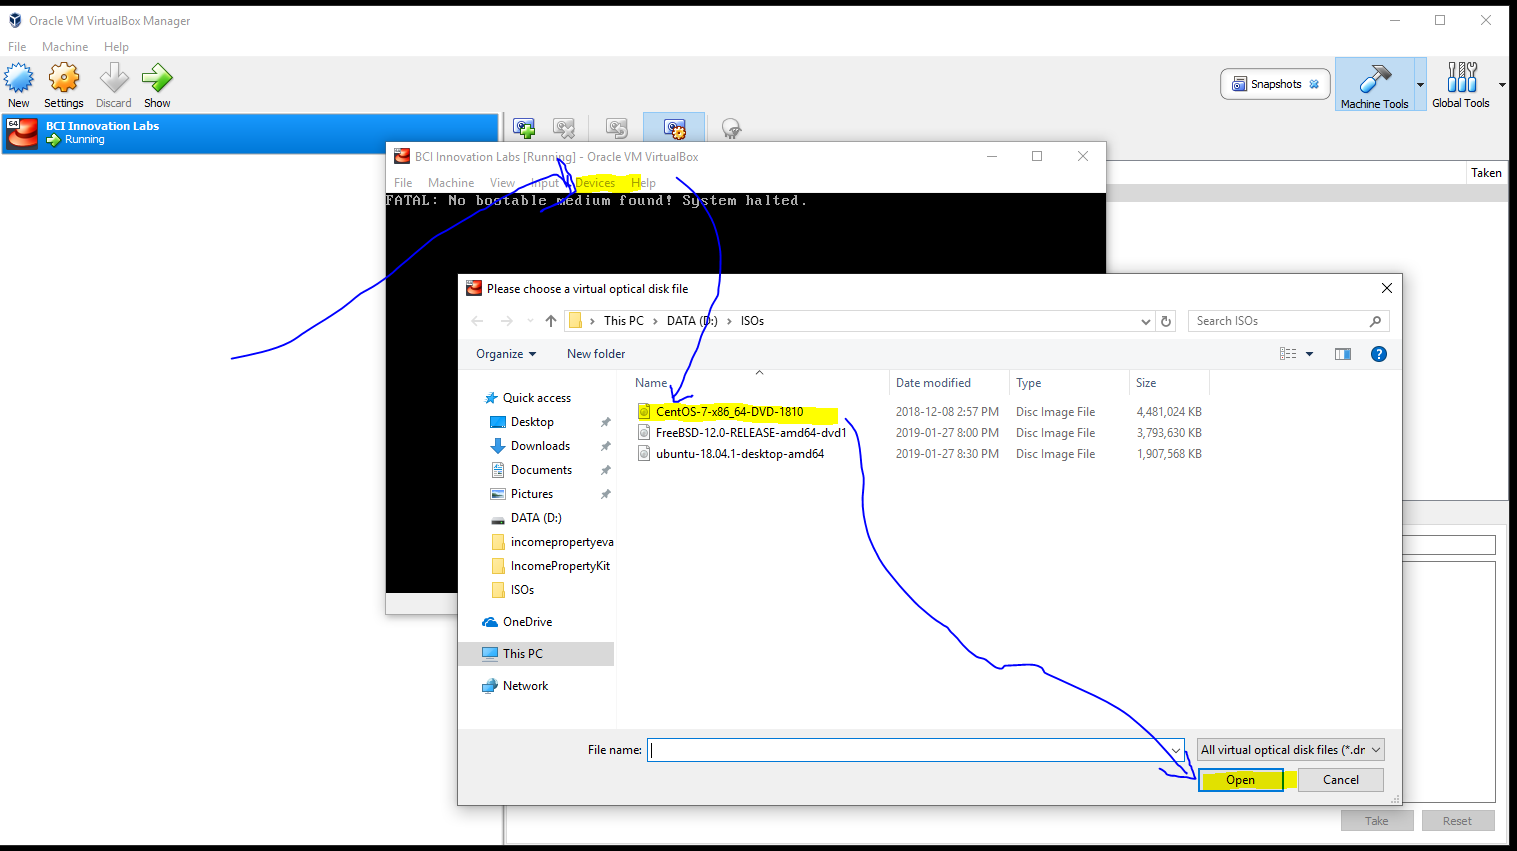 Oracle VM VirtualBox Manager
File Machine Help
New Settings Discard Show
Snapshots
Machine Tools Global Tools
64 BCI Innovation Labs
Running
Taken
BCI Innovation Labs [Running] - Oracle VM VirtualBox
File Machine View Input Devices Help
FATAL: No bootable medium found! System halted.
Please choose a virtual optical disk file
This PC > DATA (D:) > ISOs
Search ISOs
Organize New folder
Name Date modified Type Size
CentOS-7-x86_64-DVD-1810 2018-12-08 2:57 PM Disc Image File 4,481,024 KB
FreeBSD-12.0-RELEASE-amd64-dvd1 2019-01-27 8:00 PM Disc Image File 3,793,630 KB
ubuntu-18.04.1-desktop-amd64 2019-01-27 8:30 PM Disc Image File 1,907,568 KB
Quick access
Desktop
Downloads
Documents
Pictures
DATA (D:)
incomepropertyeva
IncomePropertyKit
ISOs
OneDrive
This PC
Network
File name: All virtual optical disk files (*.dr
Open Cancel
Take Reset